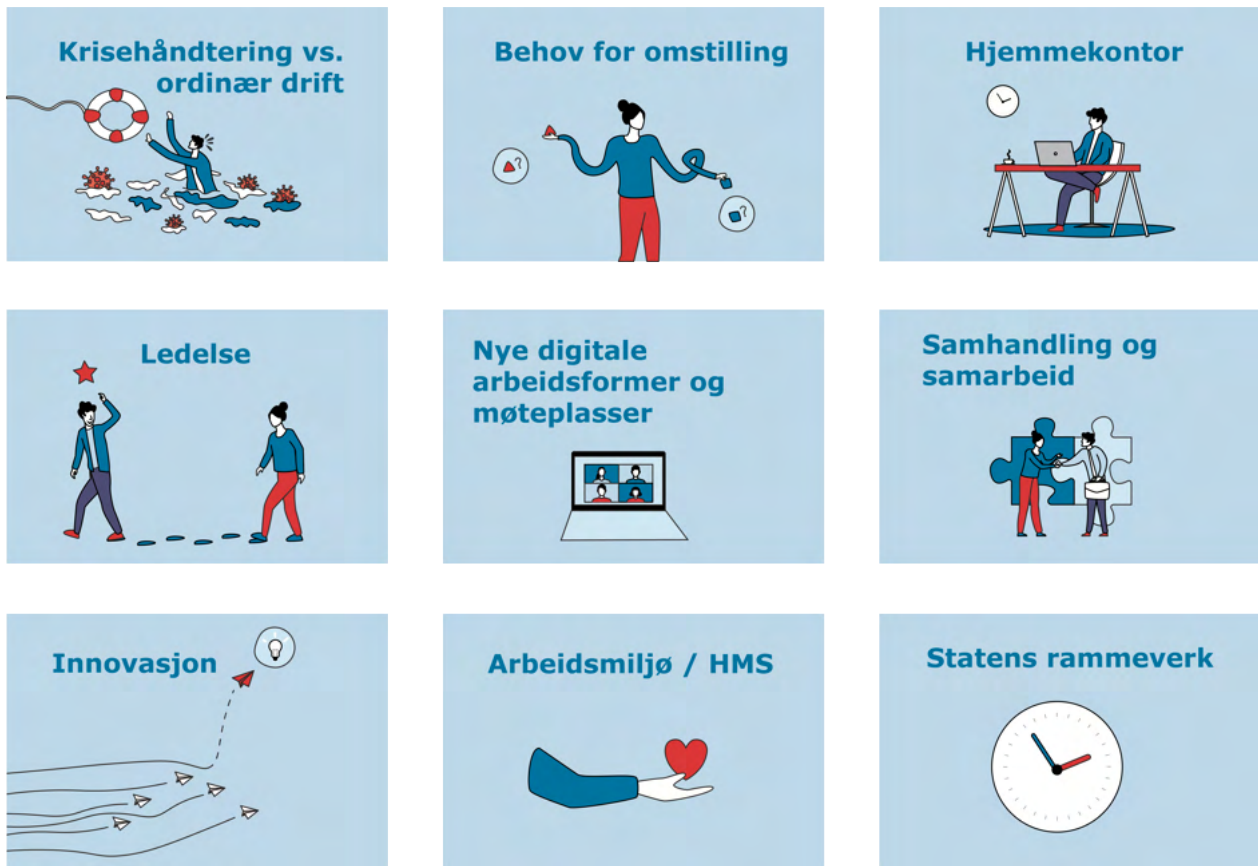 Krisehåndtering vs.
ordinær drift
Behov for omstilling
Hjemmekontor
Ledelse
Nye digitale
arbeidsformer og
møteplasser
Samhandling og
samarbeid
Innovasjon
Arbeidsmiljø / HMS
Statens rammeverk